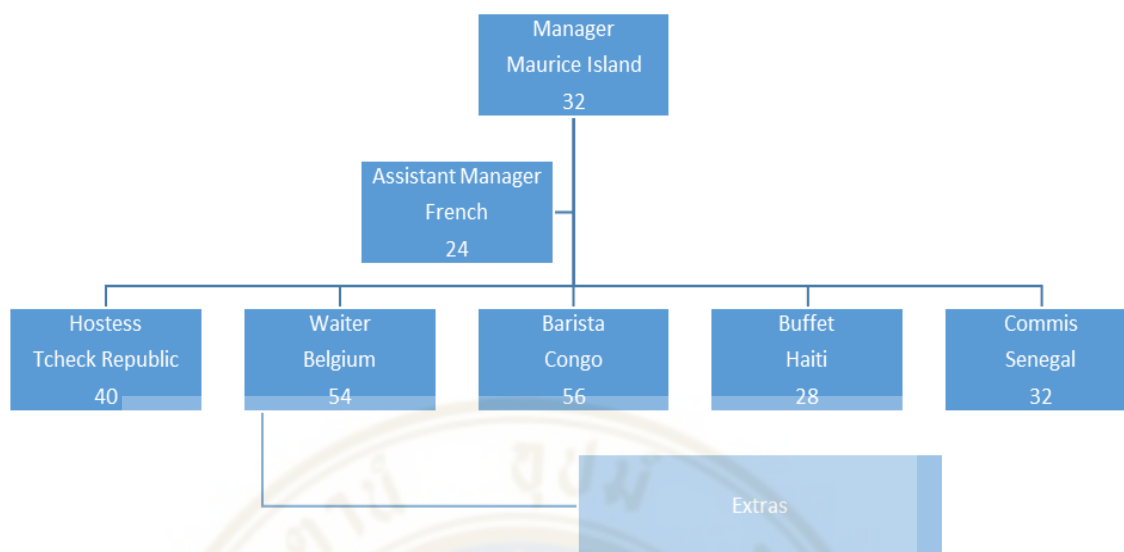 Manager
Maurice Island
32
Assistant Manager
French
24
Hostess
Tcheck Republic
40
Waiter
Belgium
54
Barista
Congo
56
Buffet
Haiti
28
Commis
Senegal
32
Extras